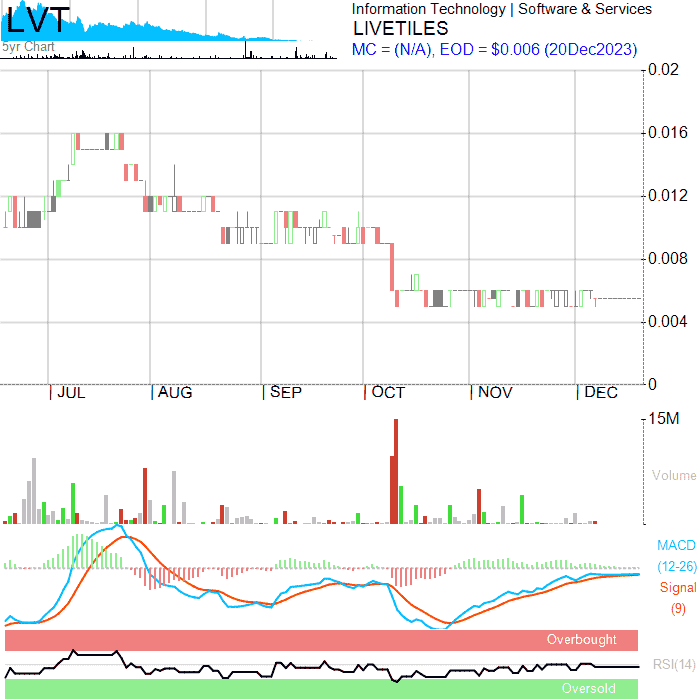 LVT
5yr Chart
Information Technology | Software & Services
LIVETILES
MC = (N/A), EOD = $0.006 (20Dec2023)
0.02
0.016
0.012
0.008
0.004
0
JUL AUG SEP OCT NOV DEC
15M
Volume
MACD
(12-26)
Signal
(9)
Overbought
RSI(14)
Oversold